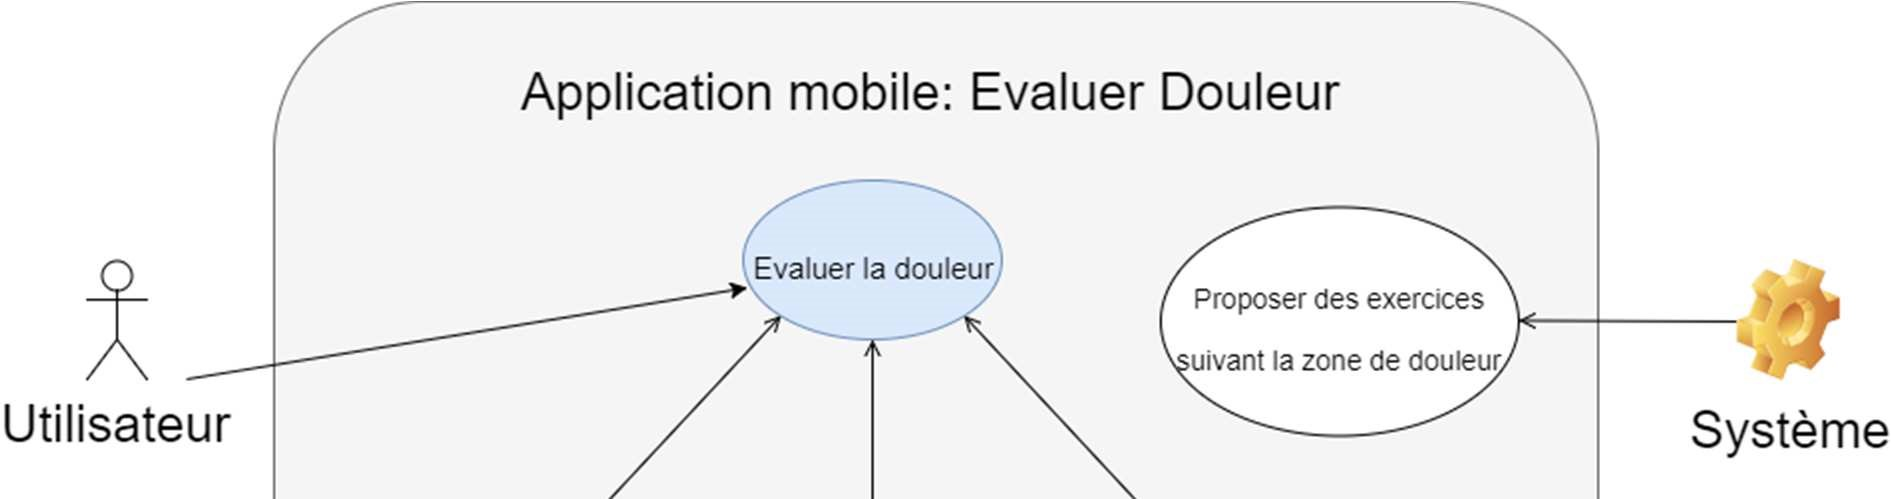 Application mobile: Evaluer Douleur
Evaluer la douleur
Proposer des exercices
suivant la zone de douleur
Utilisateur
Système